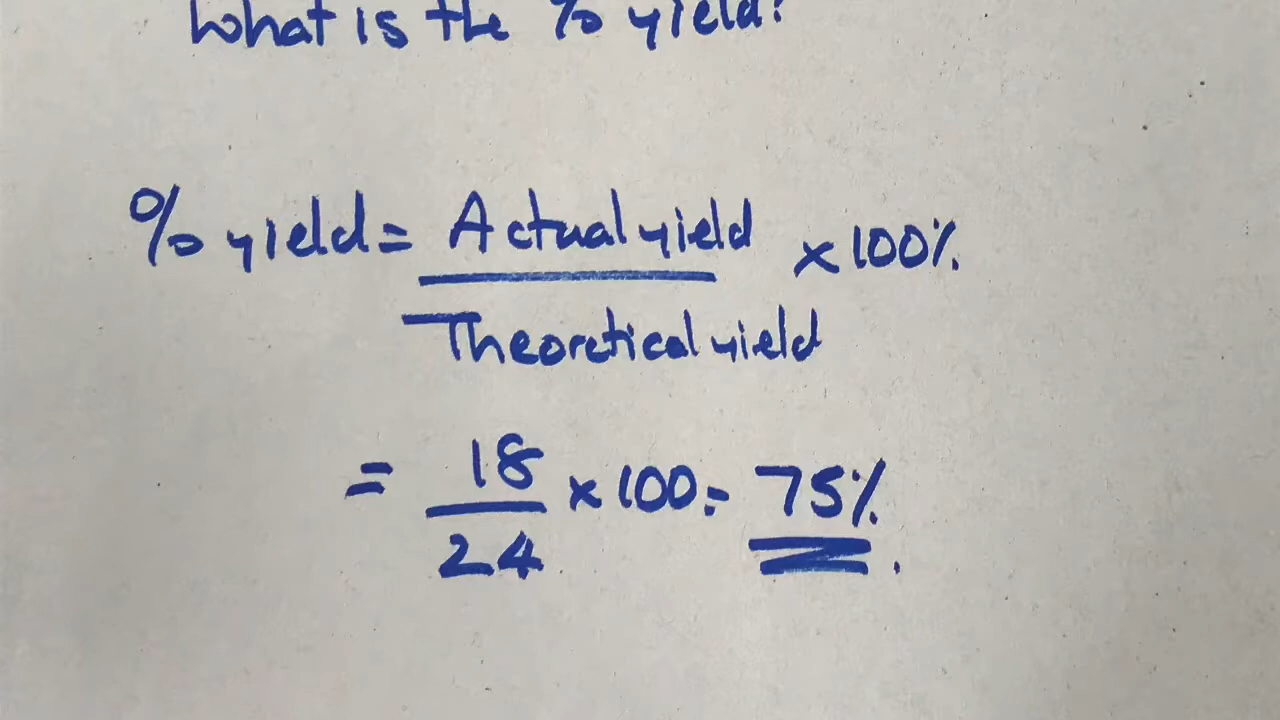 What is the % yield?
% yield = Actual yield x 100%
Theoretical yield
= 18 x 100 = 75%.
24